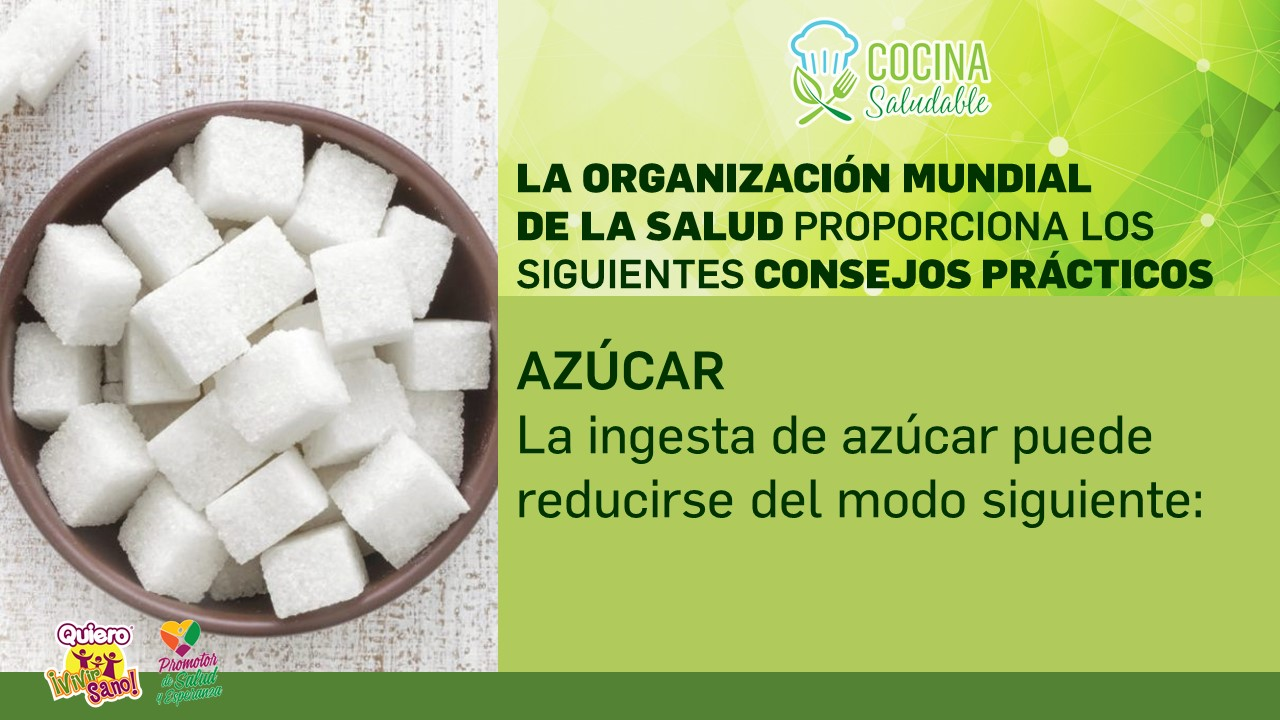 COCINA
Saludable
LA ORGANIZACIÓN MUNDIAL
DE LA SALUD PROPORCIONA LOS
SIGUIENTES CONSEJOS PRÁCTICOS
AZÚCAR
La ingesta de azúcar puede
reducirse del modo siguiente:
Quiero
¡Vivir
Sano!
Promotor
de Salud
y Esperanza